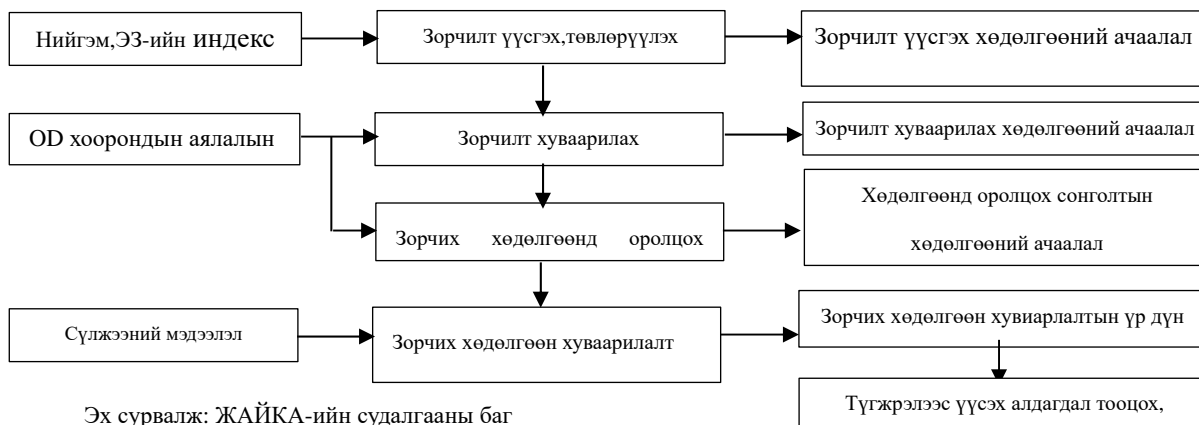 Нийгэм,ЭЗ-ийн индекс
Зорчилт үүсгэх,төвлөрүүлэх
Зорчилт үүсгэх хөдөлгөөний ачаалал
OD хоорондын аялалын
Зорчилт хуваарилах
Зорчилт хуваарилах хөдөлгөөний ачаалал
Зорчих хөдөлгөөнд оролцох
Хөдөлгөөнд оролцох сонголтын
хөдөлгөөний ачаалал
Сүлжээний мэдээлэл
Зорчих хөдөлгөөн хуваарилалт
Зорчих хөдөлгөөн хувиарлалтын үр дүн
Түгжрэлээс үүсэх алдагдал тооцох,
Эх сурвалж: ЖАЙКА-ийн судалгааны баг